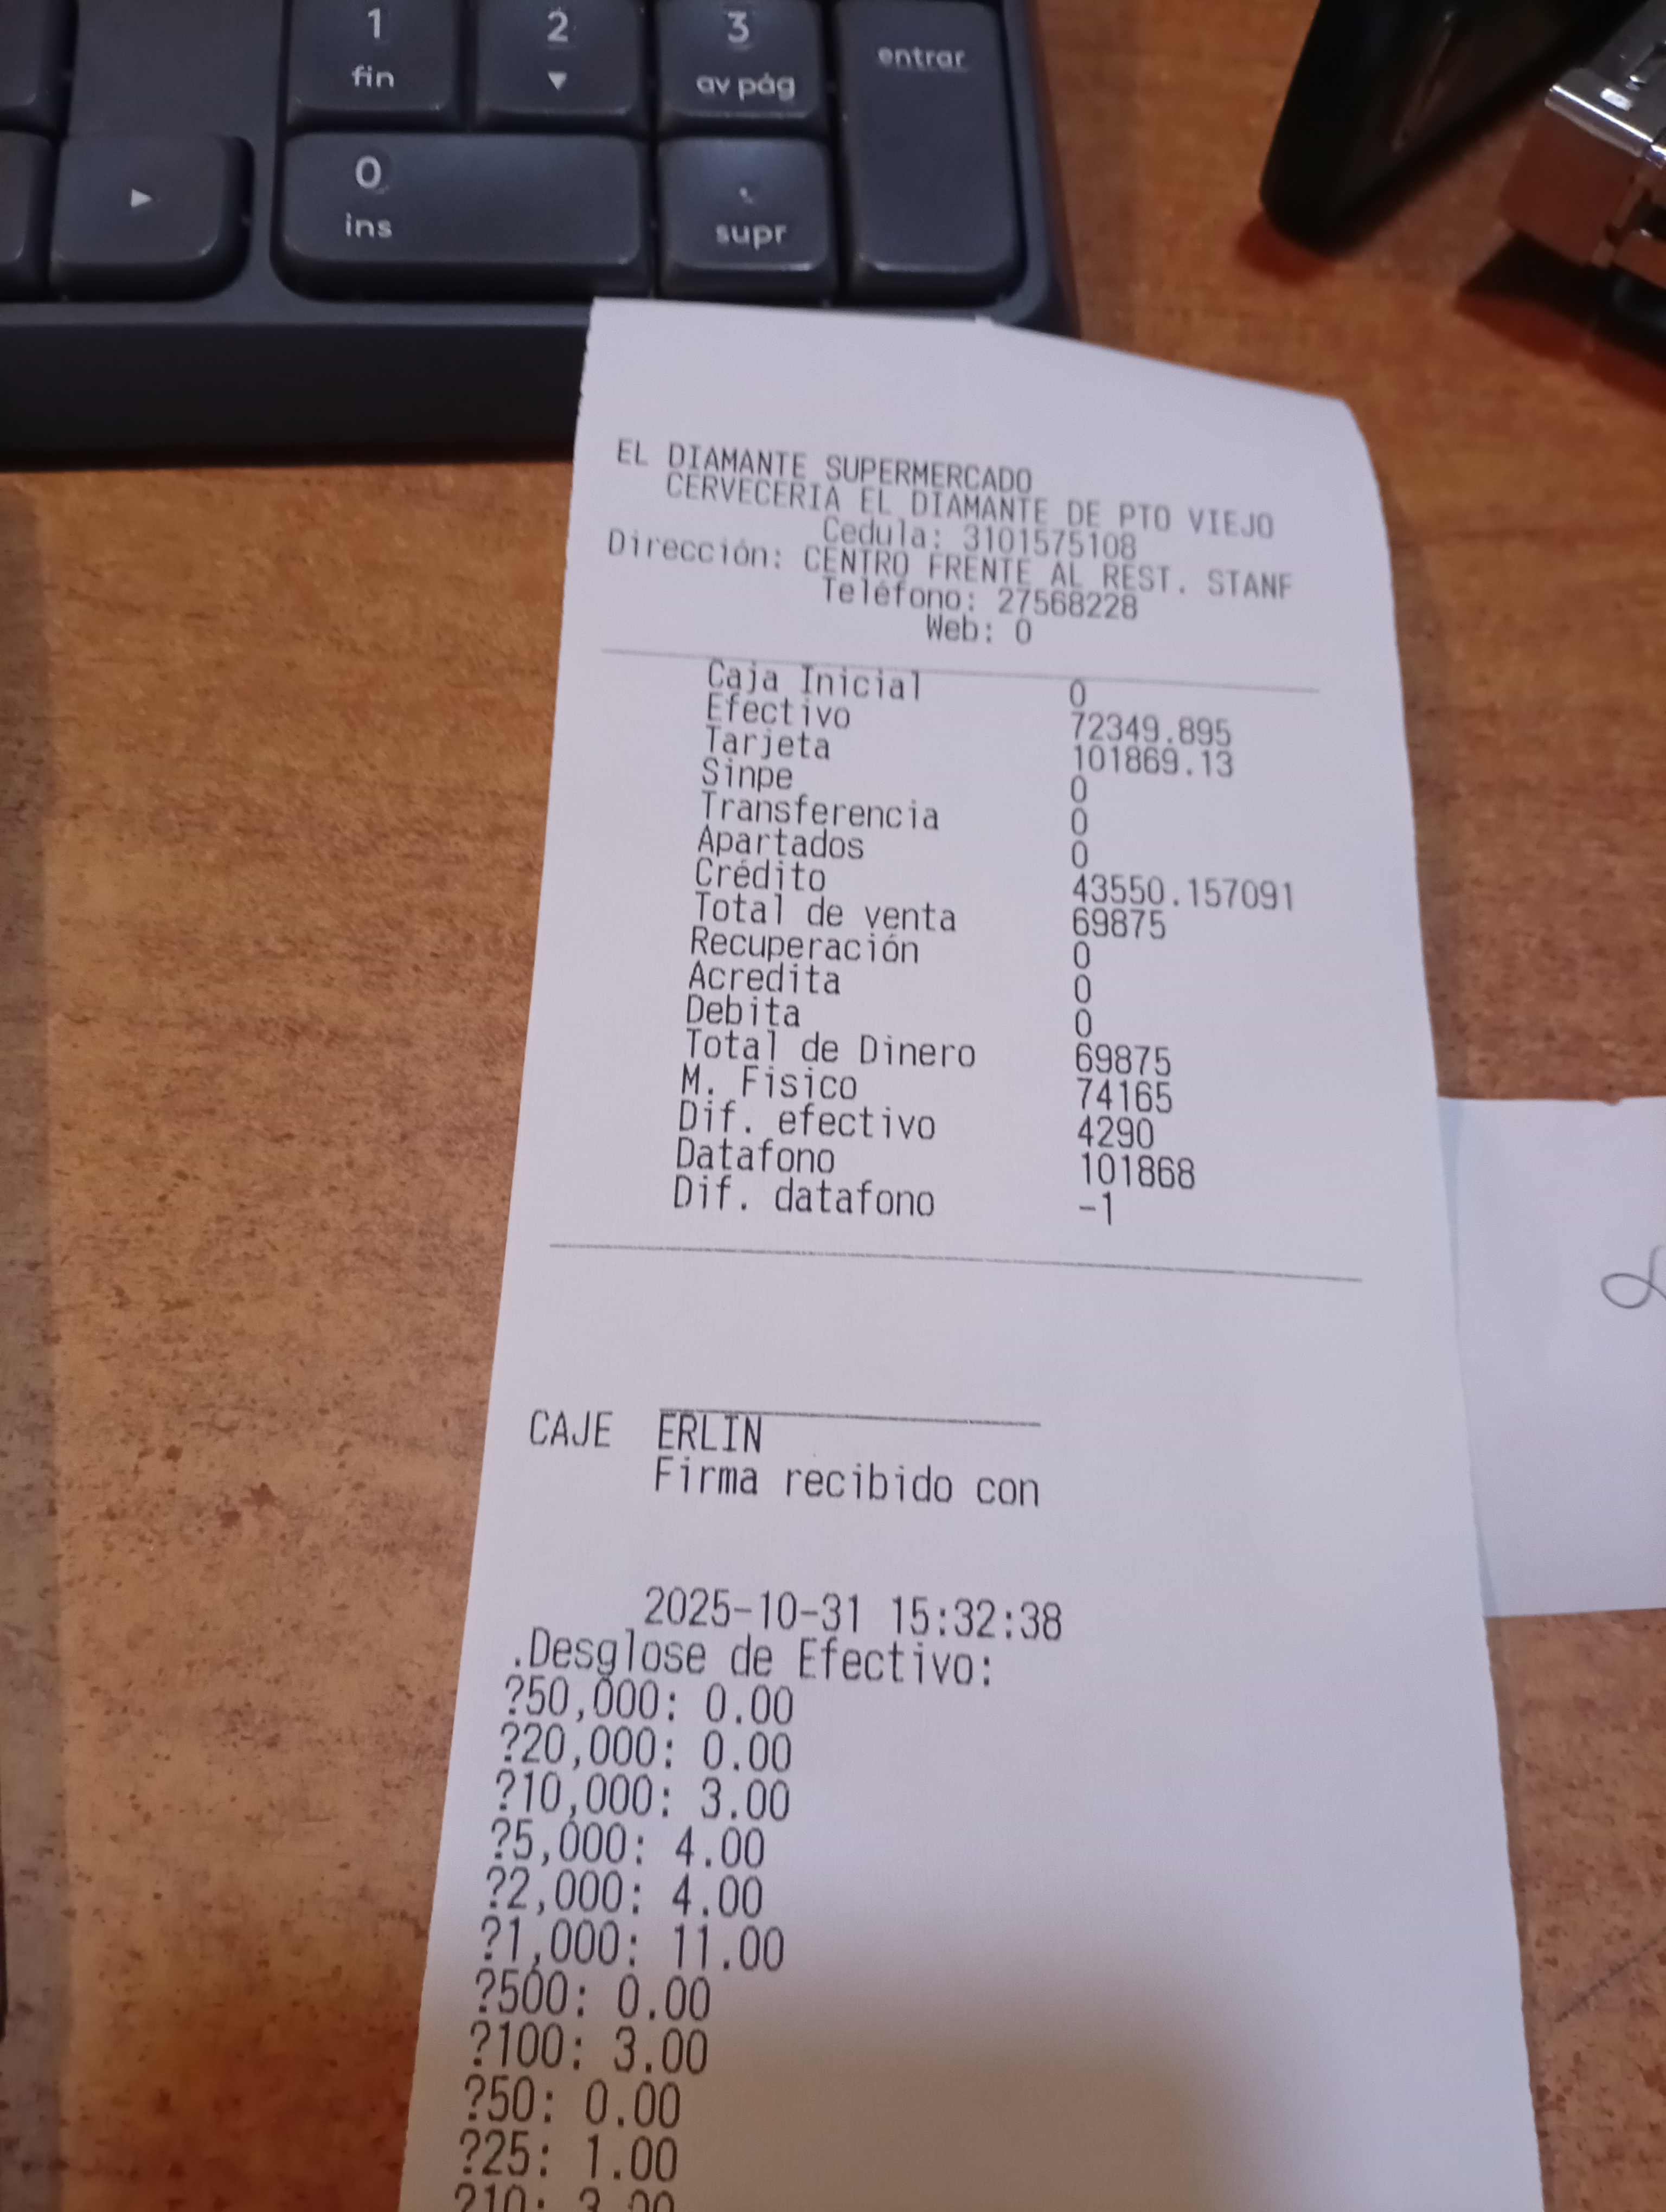 1
fin
2
3
av pág
entrar
0
ins
supr
EL DIAMANTE SUPERMERCADO
CERVECERIA EL DIAMANTE DE PTO VIEJO
Cedula: 3101575108
Dirección: CENTRO FRENTE AL REST. STANF
Teléfono: 27568228
Web: 0
Caja Inicial 0
Efectivo 72349.895
Tarjeta 101869.13
Sinpe 0
Transferencia 0
Apartados 0
Crédito 43550.157091
Total de venta 69875
Recuperación 0
Acredita 0
Debita 0
Total de Dinero 69875
M. Fisico 74165
Dif. efectivo 4290
Datafono 101868
Dif. datafono -1
CAJE ERLIN
Firma recibido con
2025-10-31 15:32:38
.Desglose de Efectivo:
?50,000: 0.00
?20,000: 0.00
?10,000: 3.00
?5,000: 4.00
?2,000: 4.00
?1,000: 11.00
?500: 0.00
?100: 3.00
?50: 0.00
?25: 1.00
?10: 3.00